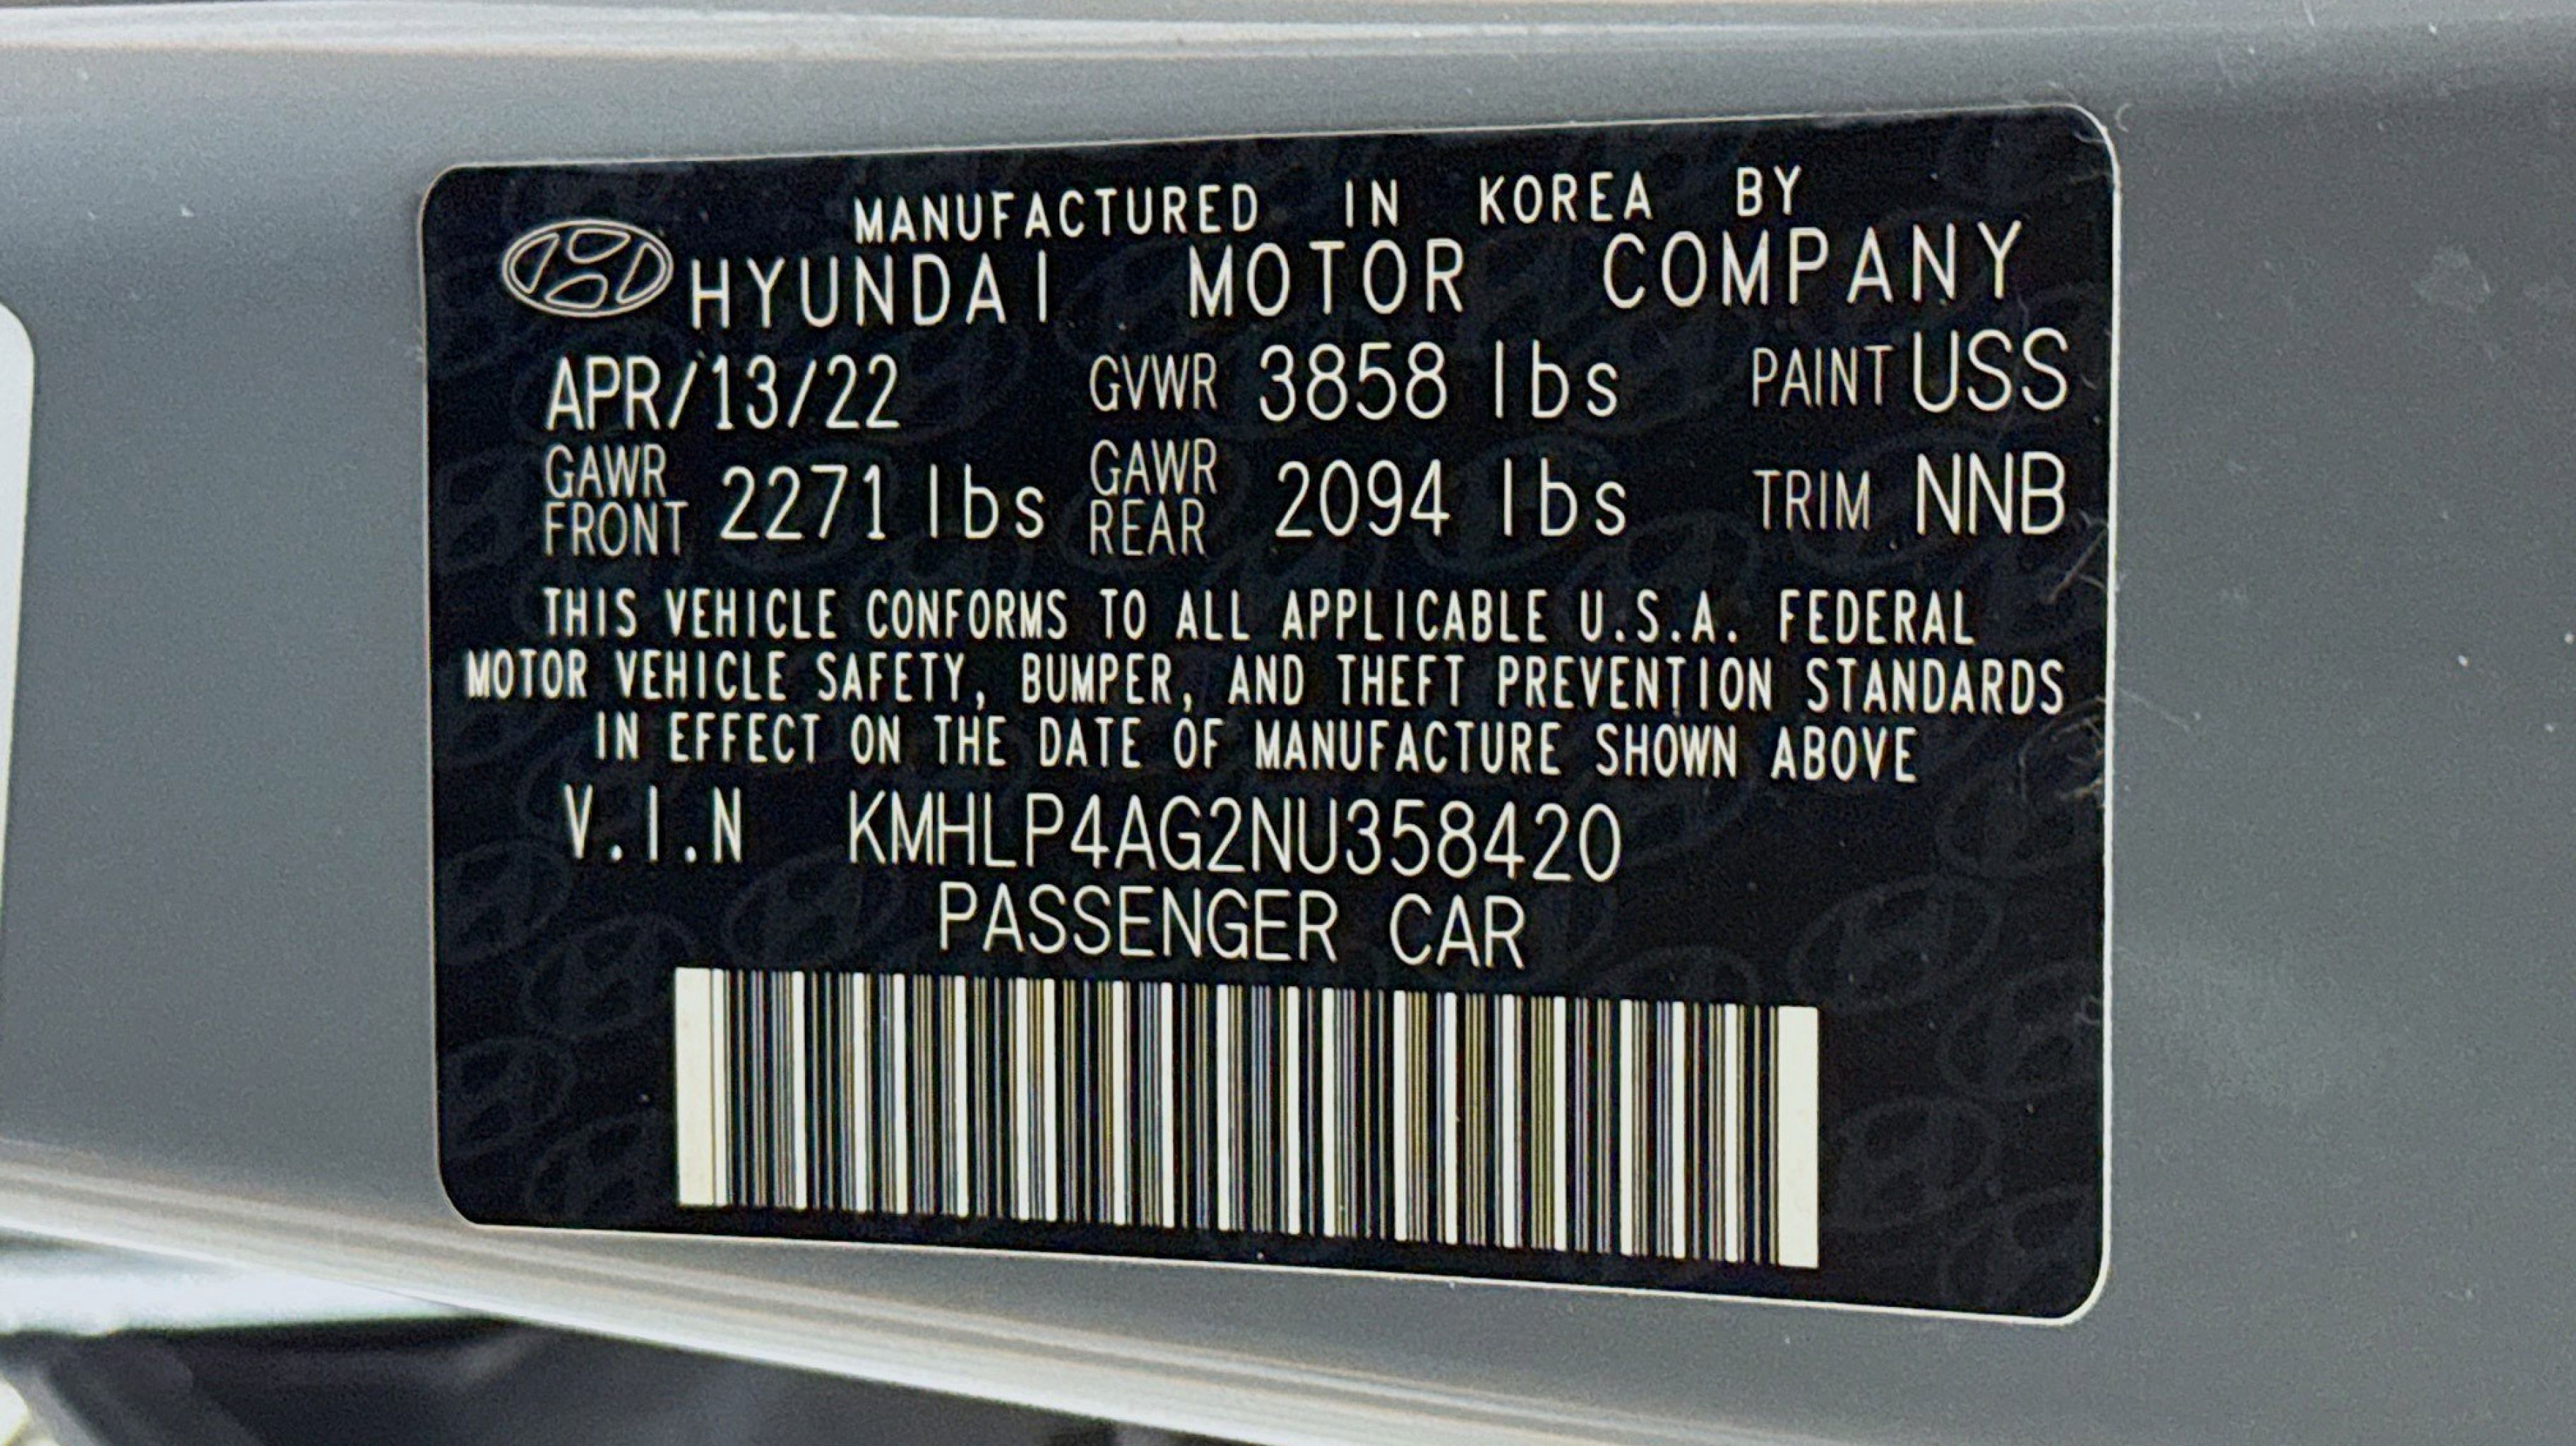 MANUFACTURED IN KOREA BY
HYUNDAI MOTOR COMPANY
APR/13/22 GVWR 3858 lbs PAINT USS
GAWR FRONT 2271 lbs GAWR REAR 2094 lbs TRIM NNB
THIS VEHICLE CONFORMS TO ALL APPLICABLE U.S.A. FEDERAL
MOTOR VEHICLE SAFETY, BUMPER, AND THEFT PREVENTION STANDARDS
IN EFFECT ON THE DATE OF MANUFACTURE SHOWN ABOVE
V.I.N KMHLP4AG2NU358420
PASSENGER CAR